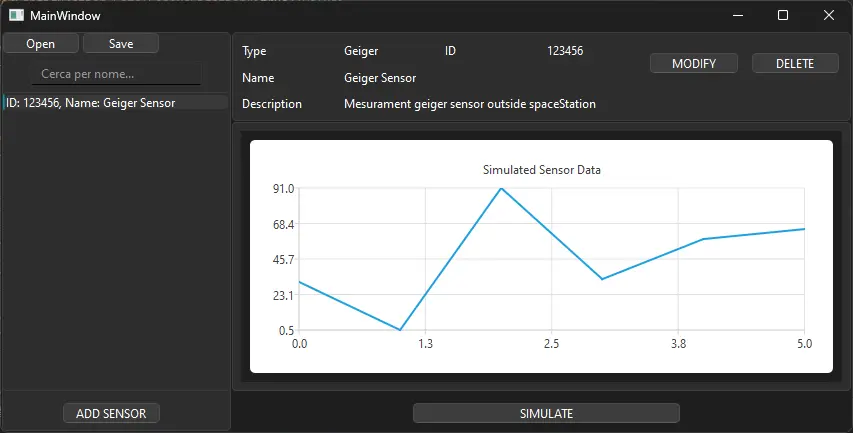 MainWindow
Open Save
Cerca per nome...
ID: 123456, Name: Geiger Sensor
ADD SENSOR
Type Geiger ID 123456
Name Geiger Sensor
Description Mesurament geiger sensor outside spaceStation
MODIFY DELETE
Simulated Sensor Data
91.0
68.4
45.7
23.1
0.5
0.0 1.3 2.5 3.8 5.0
SIMULATE